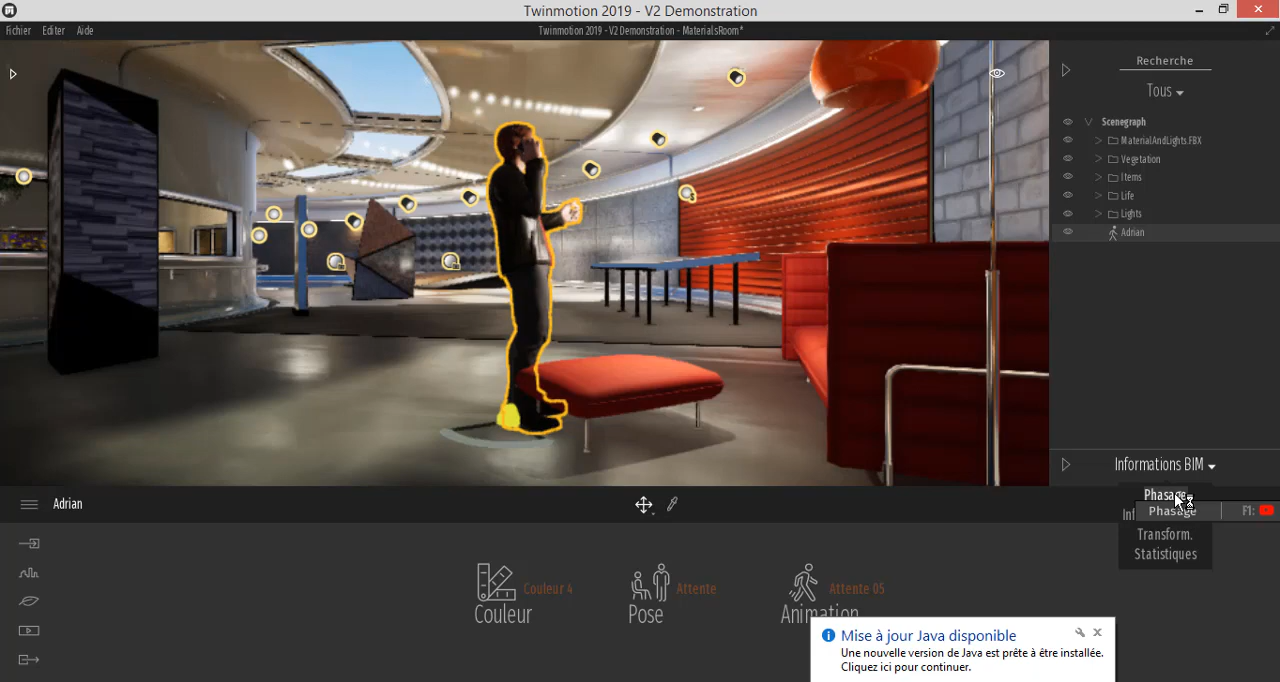 Twinmotion 2019 - V2 Demonstration
Fichier Editer Aide
Twinmotion 2019 - V2 Demonstration - MaterialsRoom*
Recherche
Tous
Scenegraph
MaterialAndLights.FBX
Vegetation
Items
Life
Lights
Adrian
Informations BIM
Phasage
Inf
Phasage F1:
Transform.
Statistiques
Adrian
Couleur 4
Couleur
Attente
Pose
Attente 05
Animation
Mise à jour Java disponible
Une nouvelle version de Java est prête à être installée.
Cliquez ici pour continuer.